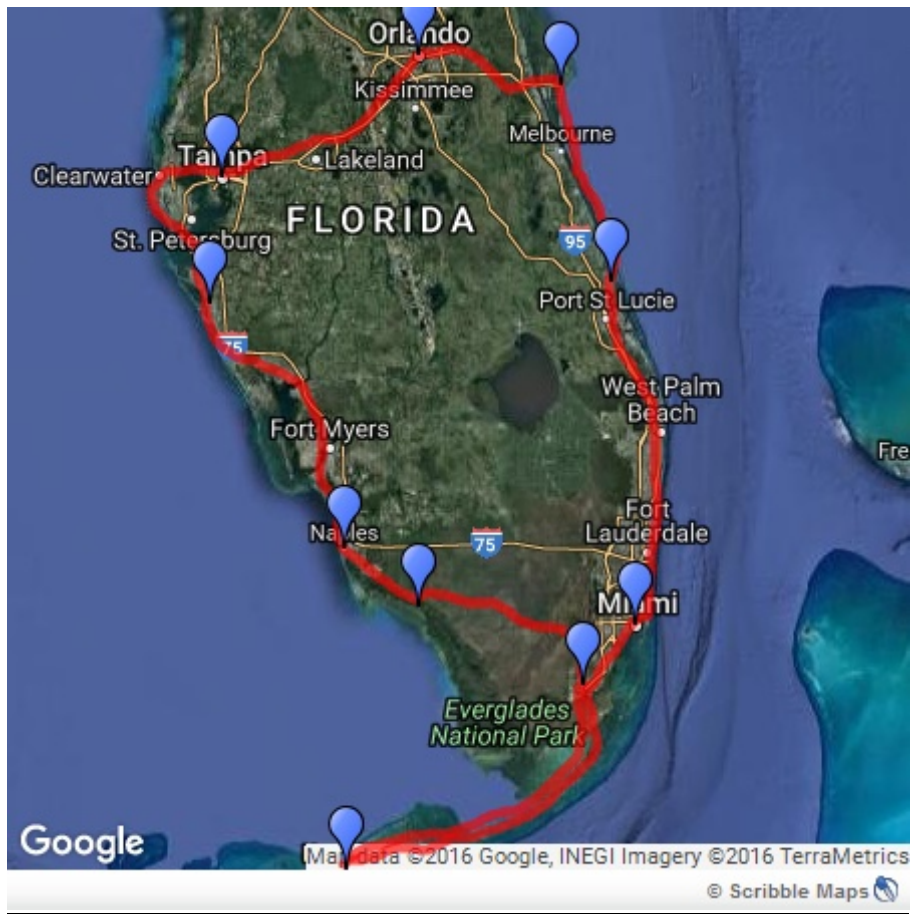 Orlando
Kissimmee
Melbourne
Tampa
Lakeland
Clearwater
FLORIDA
St. Petersburg
95
Port St Lucie
75
West Palm
Beach
Fort Myers
Fre
Fort
Lauderdale
Naples
75
Miami
Everglades
National Park
Google
Map data ©2016 Google, INEGI Imagery ©2016 TerraMetrics
© Scribble Maps